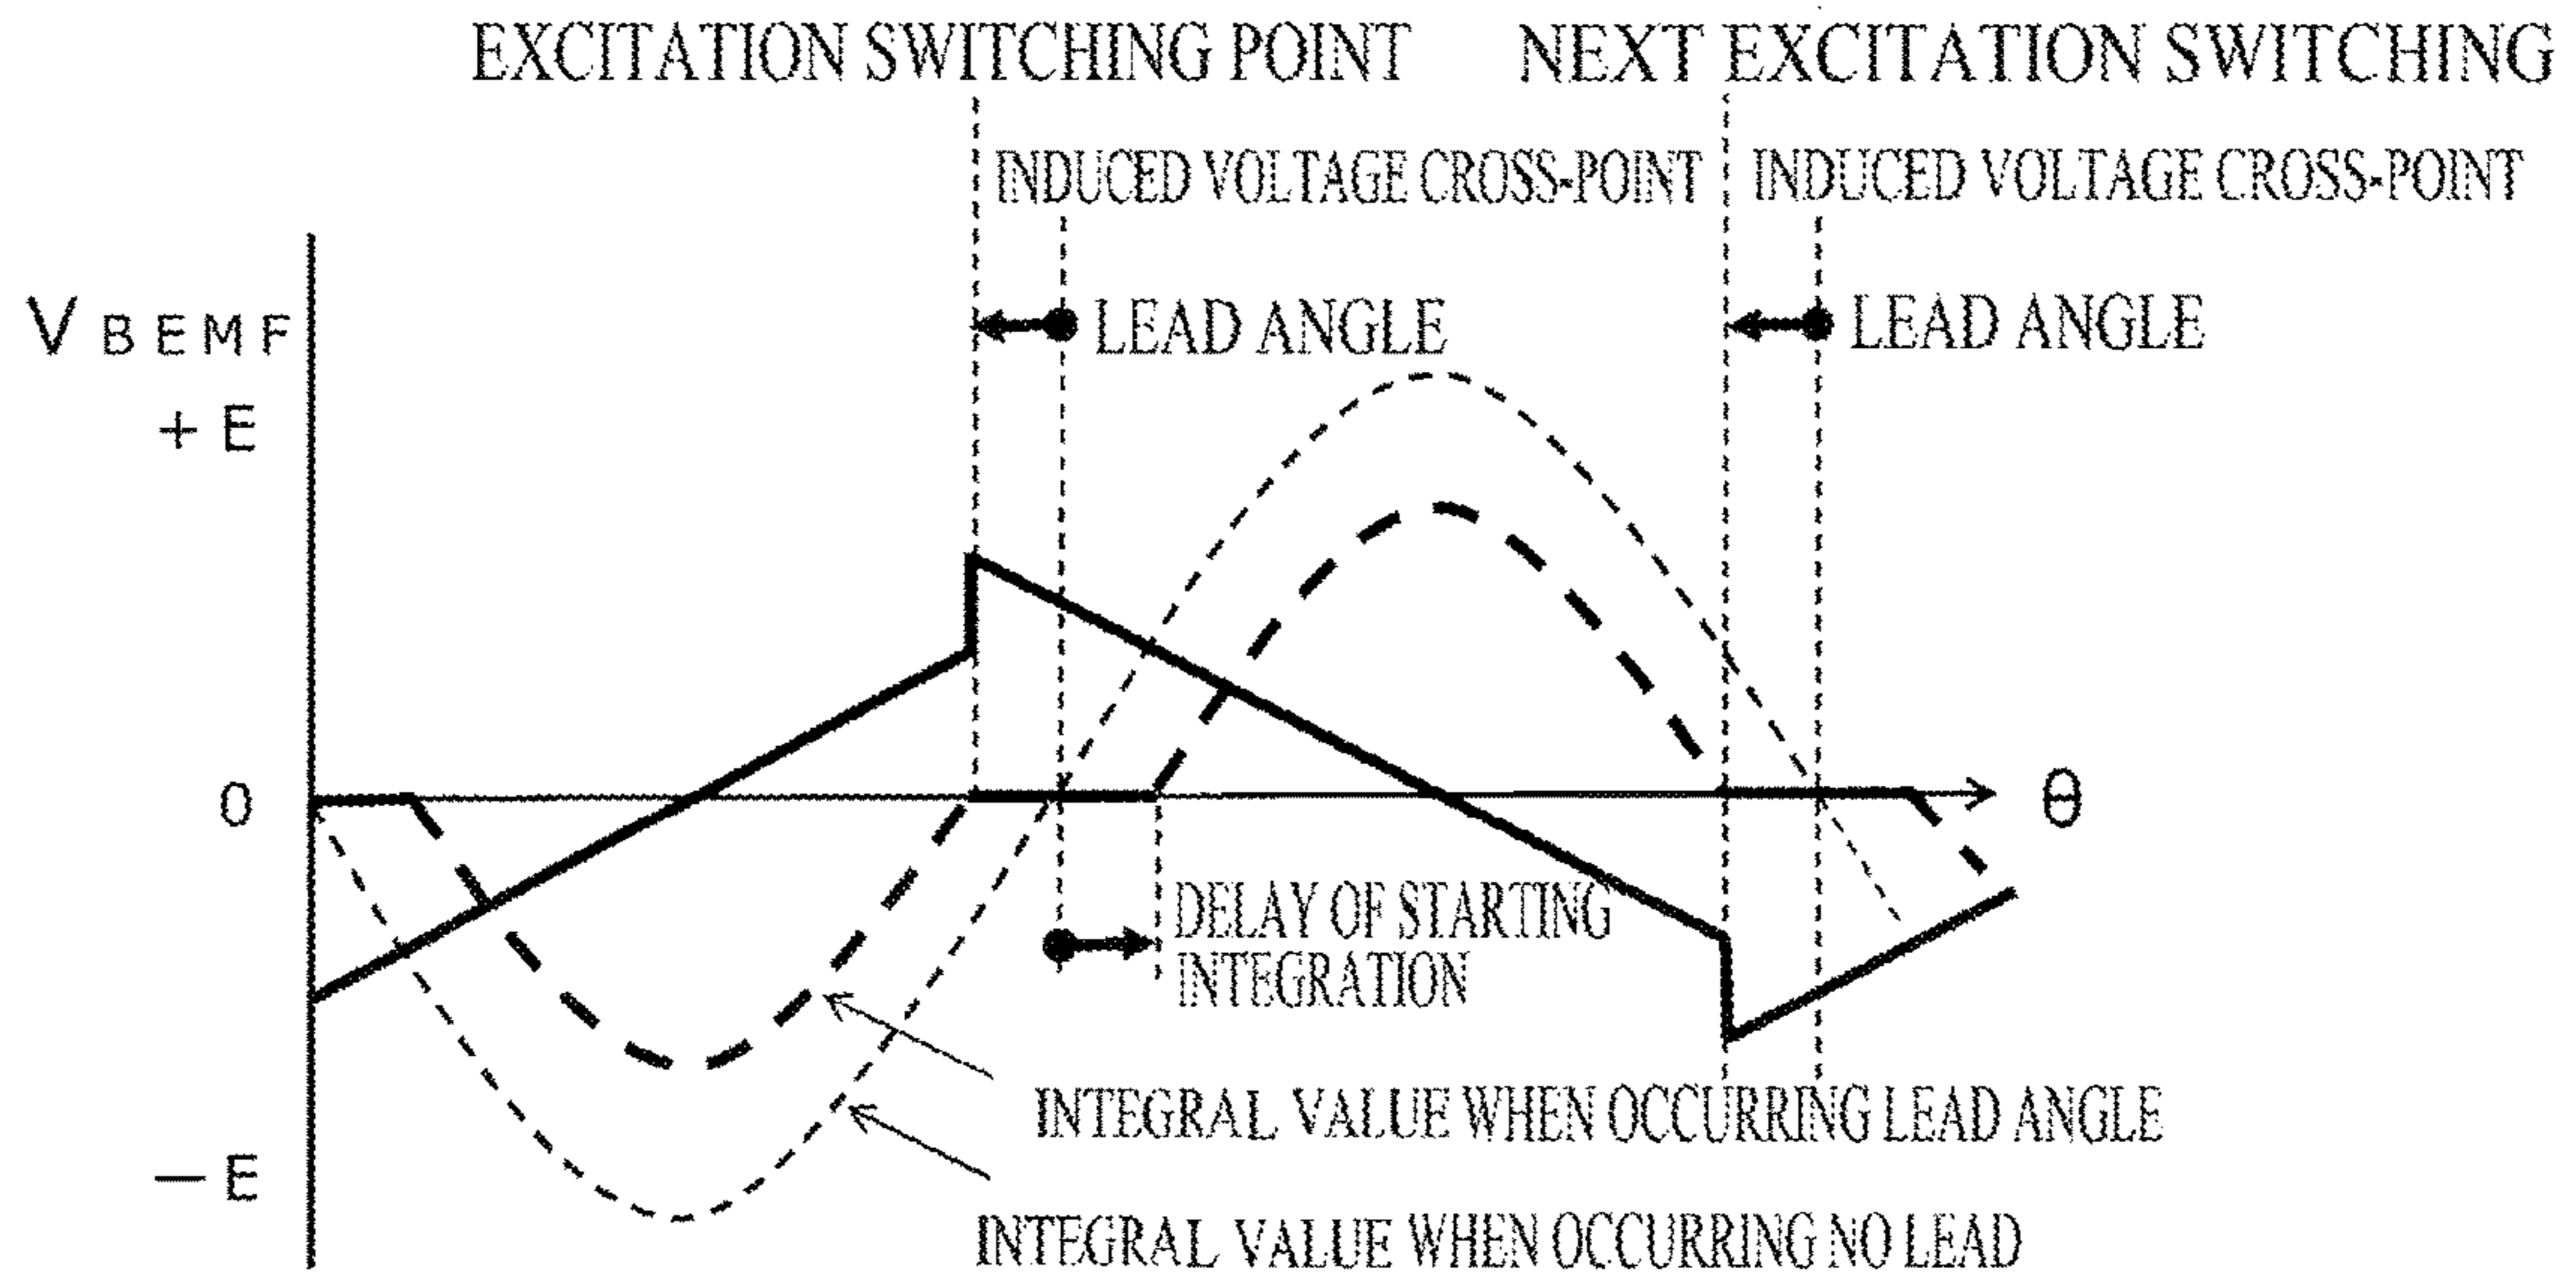 EXCITATION SWITCHING POINT NEXT EXCITATION SWITCHING
INDUCED VOLTAGE CROSS-POINT INDUCED VOLTAGE CROSS-POINT
VBEMF
LEAD ANGLE LEAD ANGLE
+E
0
θ
DELAY OF STARTING
INTEGRATION
INTEGRAL VALUE WHEN OCCURRING LEAD ANGLE
−E
INTEGRAL VALUE WHEN OCCURRING NO LEAD